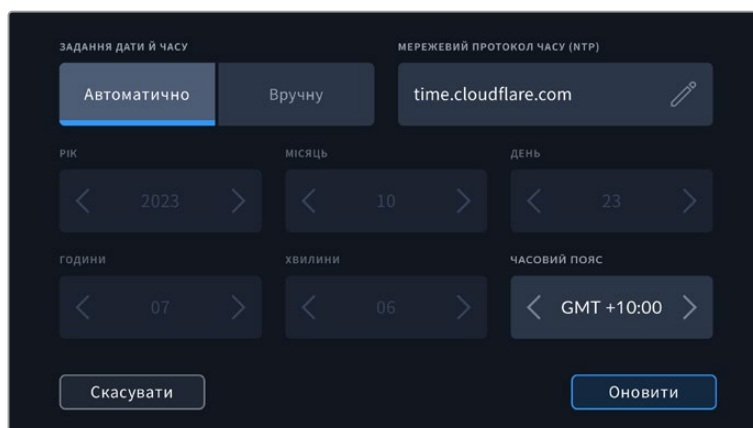 ЗАДАННЯ ДАТИ Й ЧАСУ
МЕРЕЖЕВИЙ ПРОТОКОЛ ЧАСУ (NTP)
Автоматично
Вручну
time.cloudflare.com
РІК
МІСЯЦЬ
ДЕНЬ
2023
10
23
ГОДИНИ
ХВИЛИНИ
ЧАСОВИЙ ПОЯС
07
06
GMT +10:00
Скасувати
Оновити